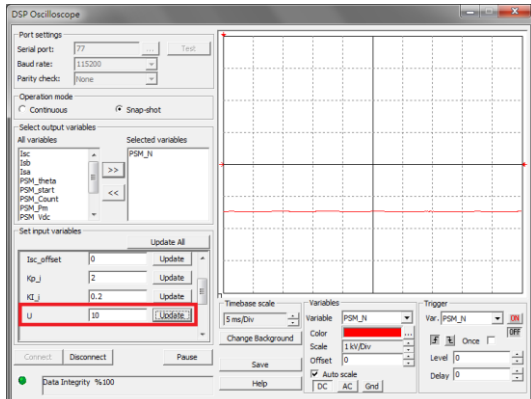 DSP Oscilloscope
Port settings
Serial port: 77 ... Test
Baud rate: 115200
Parity check: None
Operation mode
Continuous Snap-shot
Select output variables
All variables Selected variables
Isc
Isb
Isa
PSM_theta
PSM_start
PSM_Count
PSM_Pm
PSM_Vdc
>>
<<
PSM_N
Set input variables
Update All
Isc_offset 0 Update
Kp_i 2 Update
KI_i 0.2 Update
U 10 Update
Connect Disconnect Pause
Data Integrity %100
Timebase scale
5 ms/Div
Change Background
Save
Help
Variables
Variable PSM_N
Color ...
Scale 1 kV/Div
Offset 0
Auto scale
DC AC Gnd
Trigger
Var. PSM_N ON
OFF
Once
Level 0
Delay 0